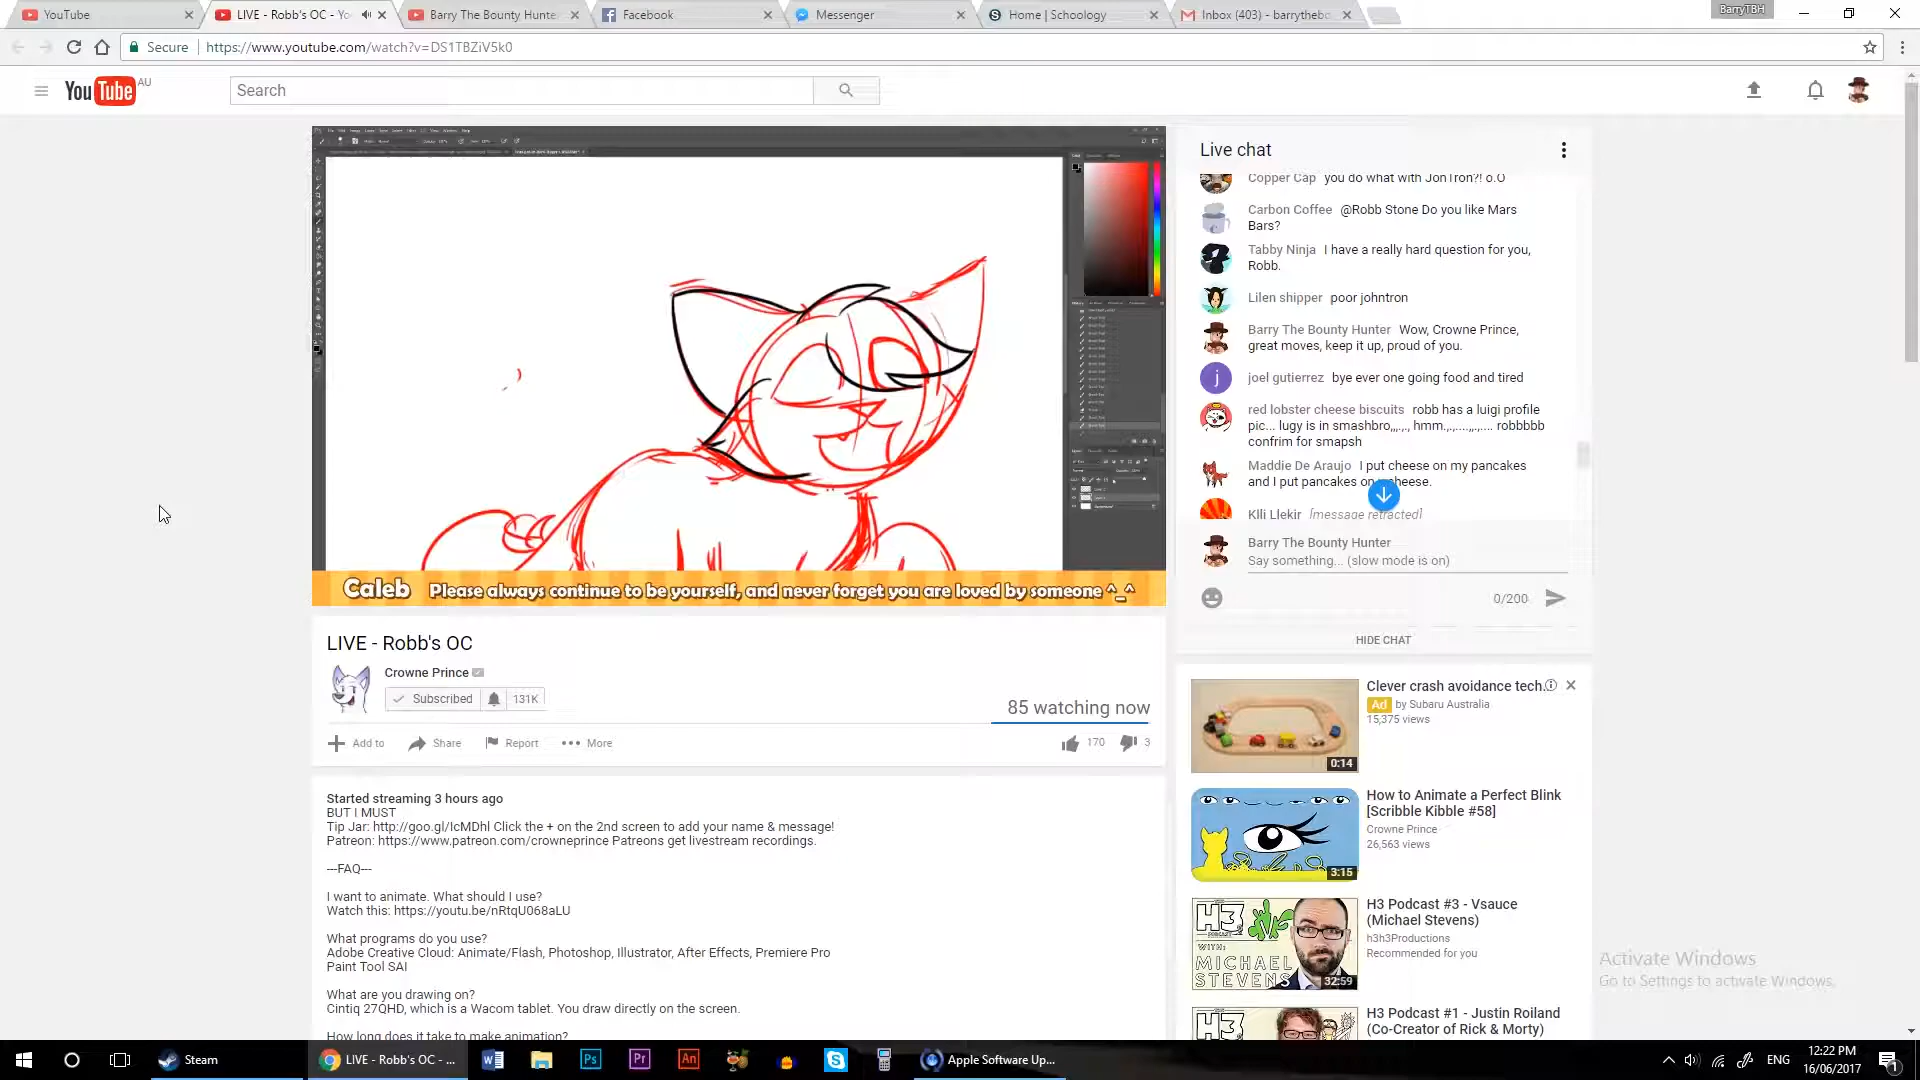 YouTube
LIVE - Robb's OC - Yo
Barry The Bounty Hunte
Facebook
Messenger
Home | Schoology
Inbox (403) - barrythebo
BarryTBH
Secure
https://www.youtube.com/watch?v=DS1TBZiV5k0
YouTube AU
Search
Live chat
Copper Cap you do what with JonTron?! o.O
Carbon Coffee @Robb Stone Do you like Mars
Bars?
Tabby Ninja I have a really hard question for you,
Robb.
Lilen shipper poor johntron
Barry The Bounty Hunter Wow, Crowne Prince,
great moves, keep it up, proud of you.
j
joel gutierrez bye ever one going food and tired
red lobster cheese biscuits robb has a luigi profile
pic... lugy is in smashbro,,,.,., hmm.,.,....,,.,.... robbbbb
confrim for smapsh
Maddie De Araujo I put cheese on my pancakes
and I put pancakes on cheese.
Klli Llekir [message retracted]
Barry The Bounty Hunter
Say something... (slow mode is on)
0/200
HIDE CHAT
Caleb Please always continue to be yourself, and never forget you are loved by someone ^_^
LIVE - Robb's OC
Crowne Prince
Subscribed 131K
85 watching now
Add to Share Report More
170 3
Started streaming 3 hours ago
BUT I MUST
Tip Jar: http://goo.gl/IcMDhl Click the + on the 2nd screen to add your name & message!
Patreon: https://www.patreon.com/crowneprince Patreons get livestream recordings.
---FAQ---
I want to animate. What should I use?
Watch this: https://youtu.be/nRtqU068aLU
What programs do you use?
Adobe Creative Cloud: Animate/Flash, Photoshop, Illustrator, After Effects, Premiere Pro
Paint Tool SAI
What are you drawing on?
Cintiq 27QHD, which is a Wacom tablet. You draw directly on the screen.
How long does it take to make animation?
Clever crash avoidance tech.
Ad by Subaru Australia
15,375 views
0:14
How to Animate a Perfect Blink
[Scribble Kibble #58]
Crowne Prince
26,563 views
3:15
H3 Podcast #3 - Vsauce
(Michael Stevens)
h3h3Productions
Recommended for you
H3
PODCAST
WITH:
MICHAEL
STEVENS
32:59
H3 Podcast #1 - Justin Roiland
(Co-Creator of Rick & Morty)
H3
Activate Windows
Go to Settings to activate Windows.
Steam
LIVE - Robb's OC - ...
Ps
Pr
An
Apple Software Up...
ENG
12:22 PM
16/06/2017
1